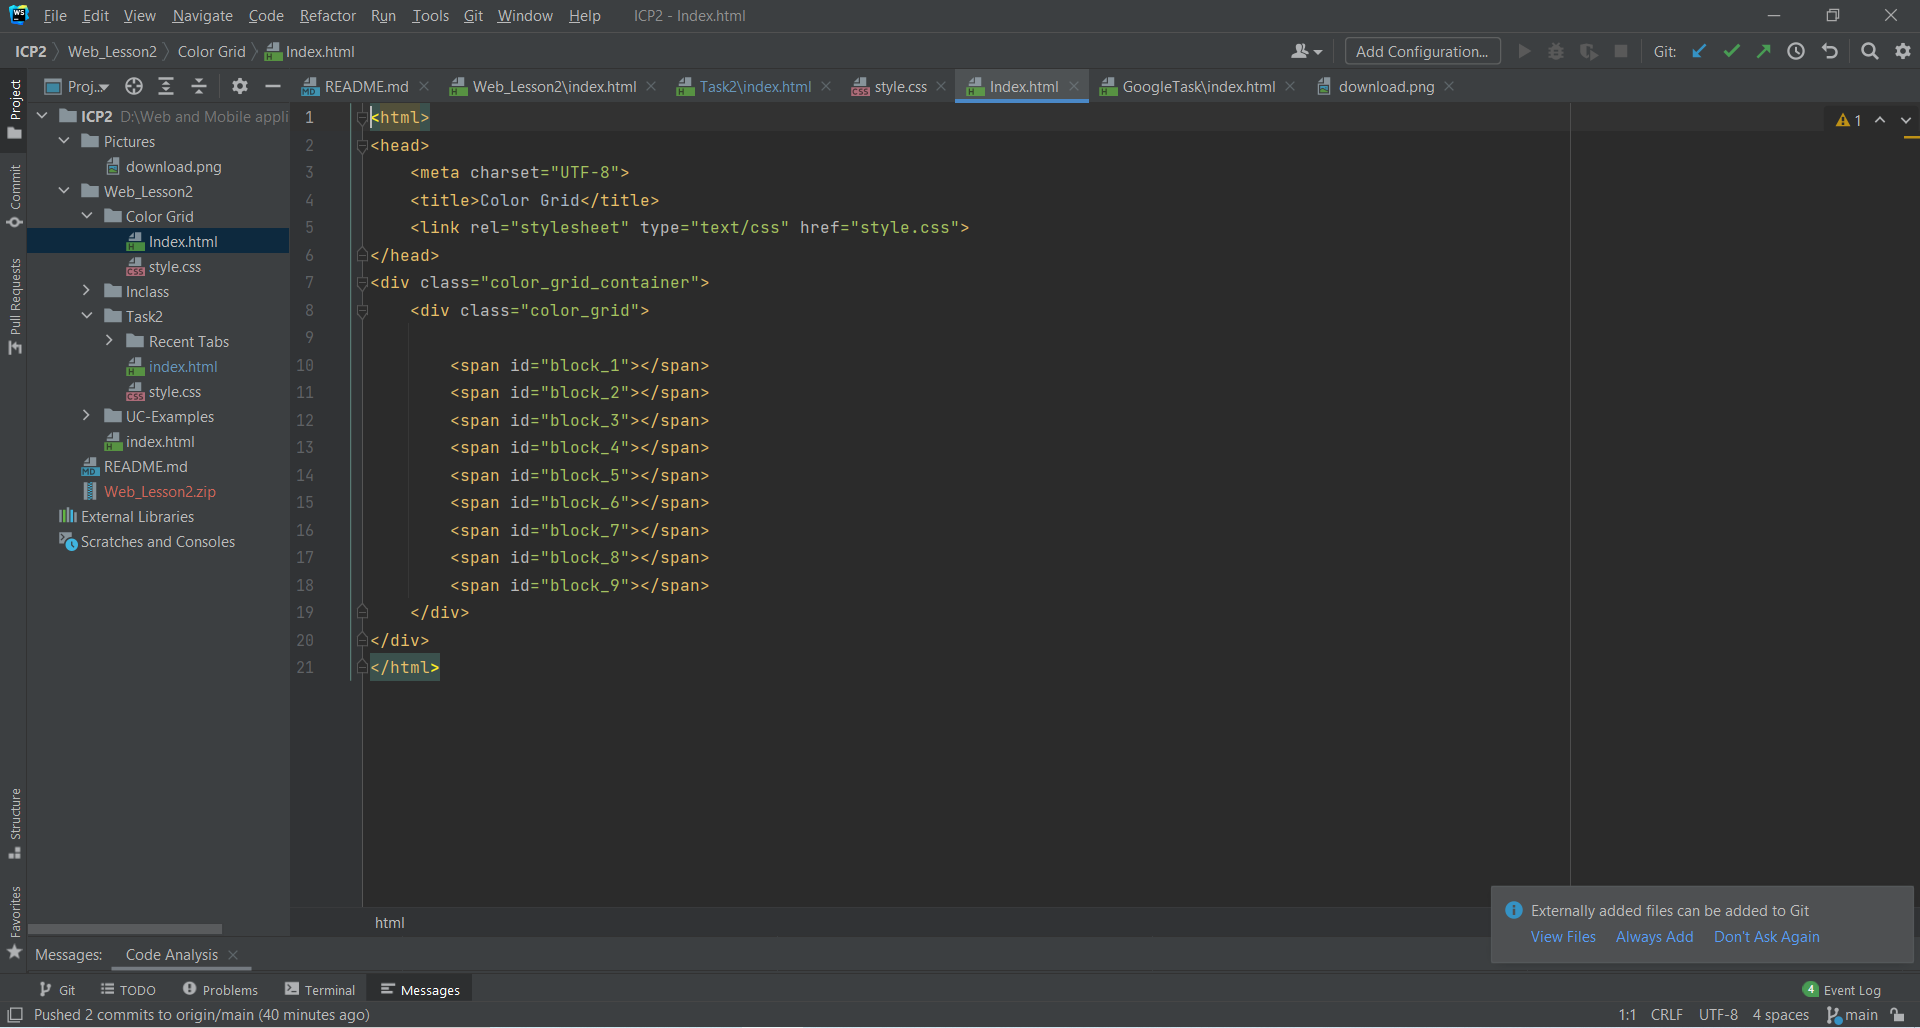 File Edit View Navigate Code Refactor Run Tools Git Window Help ICP2 - Index.html
ICP2 Web_Lesson2 Color Grid Index.html Add Configuration... Git:
Proj... README.md Web_Lesson2\index.html Task2\index.html style.css Index.html GoogleTask\index.html download.png
Project
Commit
Pull Requests
Structure
Favorites
ICP2 D:\Web and Mobile appli
Pictures
download.png
Web_Lesson2
Color Grid
Index.html
style.css
Inclass
Task2
Recent Tabs
index.html
style.css
UC-Examples
index.html
README.md
Web_Lesson2.zip
External Libraries
Scratches and Consoles
1 <html>
2 <head>
3 <meta charset="UTF-8">
4 <title>Color Grid</title>
5 <link rel="stylesheet" type="text/css" href="style.css">
6 </head>
7 <div class="color_grid_container">
8 <div class="color_grid">
9
10 <span id="block_1"></span>
11 <span id="block_2"></span>
12 <span id="block_3"></span>
13 <span id="block_4"></span>
14 <span id="block_5"></span>
15 <span id="block_6"></span>
16 <span id="block_7"></span>
17 <span id="block_8"></span>
18 <span id="block_9"></span>
19 </div>
20 </div>
21 </html>
1
html
Externally added files can be added to Git
View Files Always Add Don't Ask Again
Messages: Code Analysis
Git TODO Problems Terminal Messages 4 Event Log
Pushed 2 commits to origin/main (40 minutes ago) 1:1 CRLF UTF-8 4 spaces main